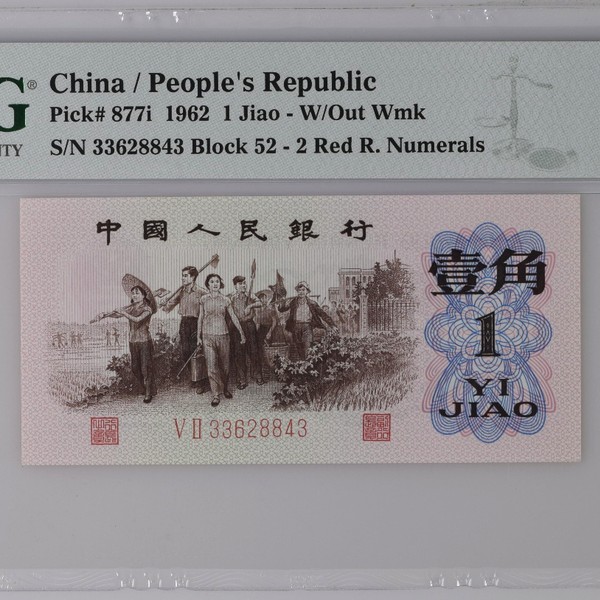 G®
China / People's Republic
Pick# 877i 1962 1 Jiao - W/Out Wmk
S/N 33628843 Block 52 - 2 Red R. Numerals
中國人民銀行
壹角
1
YI
JIAO
V II 33628843